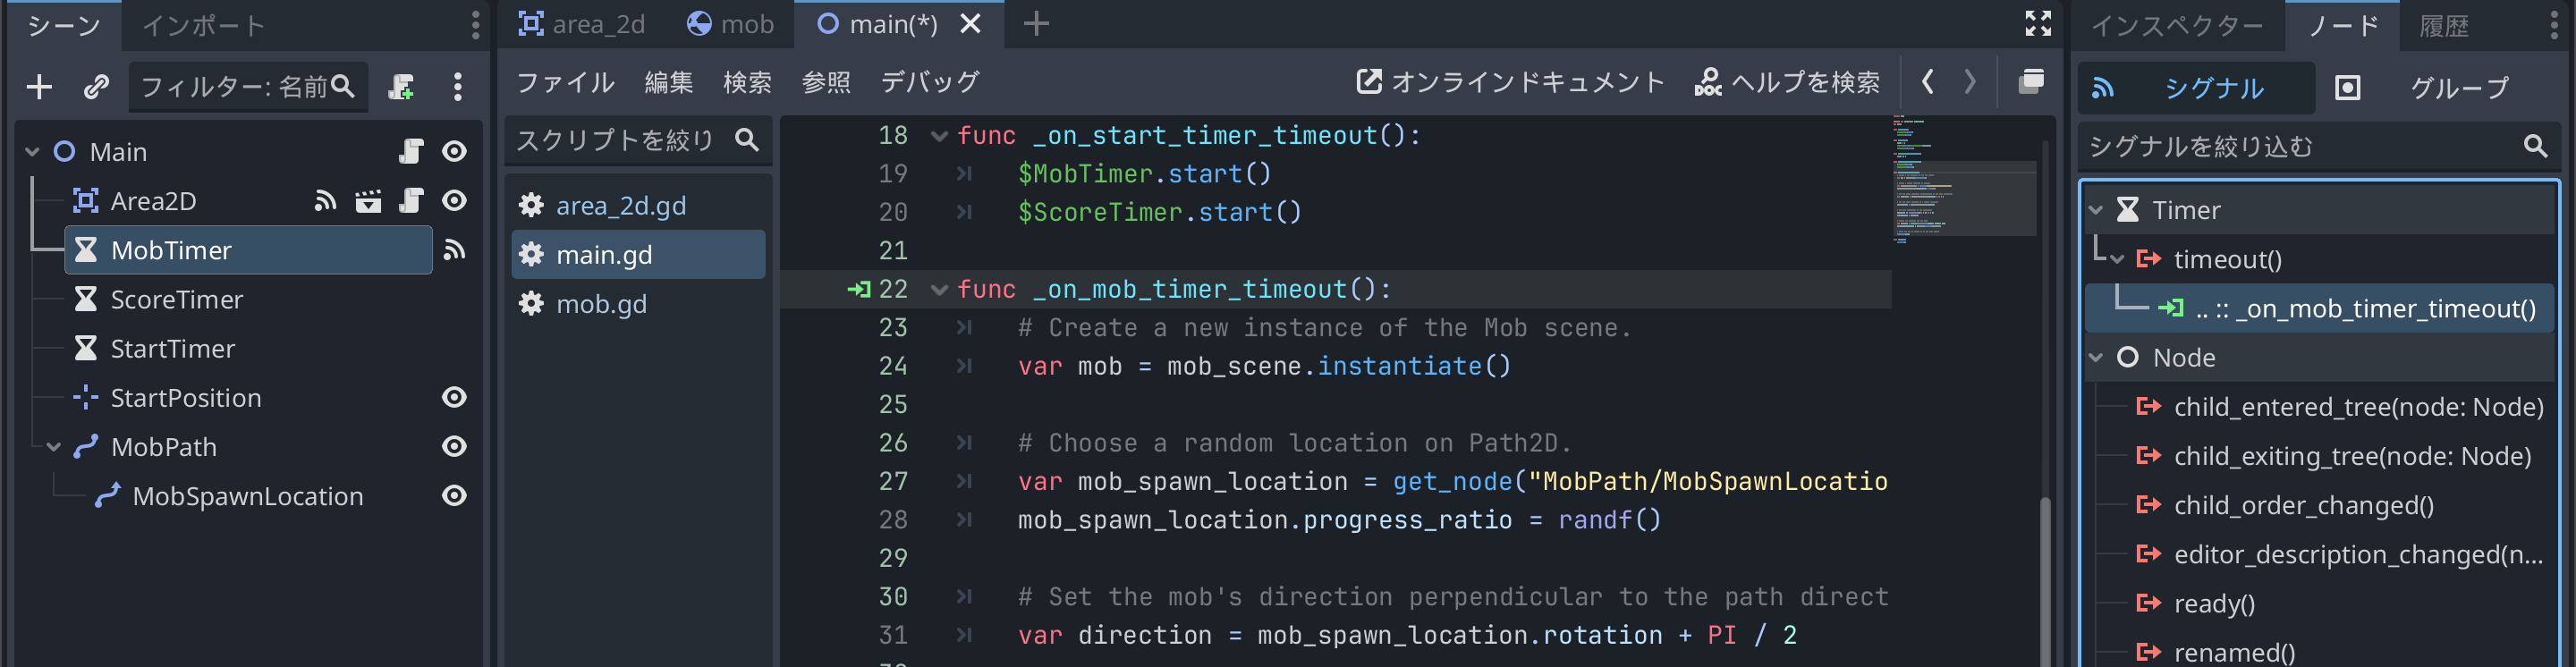 シーン
インポート
フィルター: 名前
Main
Area2D
MobTimer
ScoreTimer
StartTimer
StartPosition
MobPath
MobSpawnLocation
area_2d
mob
main(*)
ファイル 編集 検索 参照 デバッグ
オンラインドキュメント
DOC ヘルプを検索
スクリプトを絞り
area_2d.gd
main.gd
mob.gd
18 func _on_start_timer_timeout():
19 $MobTimer.start()
20 $ScoreTimer.start()
21
22 func _on_mob_timer_timeout():
23 # Create a new instance of the Mob scene.
24 var mob = mob_scene.instantiate()
25
26 # Choose a random location on Path2D.
27 var mob_spawn_location = get_node("MobPath/MobSpawnLocatio
28 mob_spawn_location.progress_ratio = randf()
29
30 # Set the mob's direction perpendicular to the path direct
31 var direction = mob_spawn_location.rotation + PI / 2
インスペクター
ノード
履歴
シグナル
グループ
シグナルを絞り込む
Timer
timeout()
.. :: _on_mob_timer_timeout()
Node
child_entered_tree(node: Node)
child_exiting_tree(node: Node)
child_order_changed()
editor_description_changed(n...
ready()
renamed()